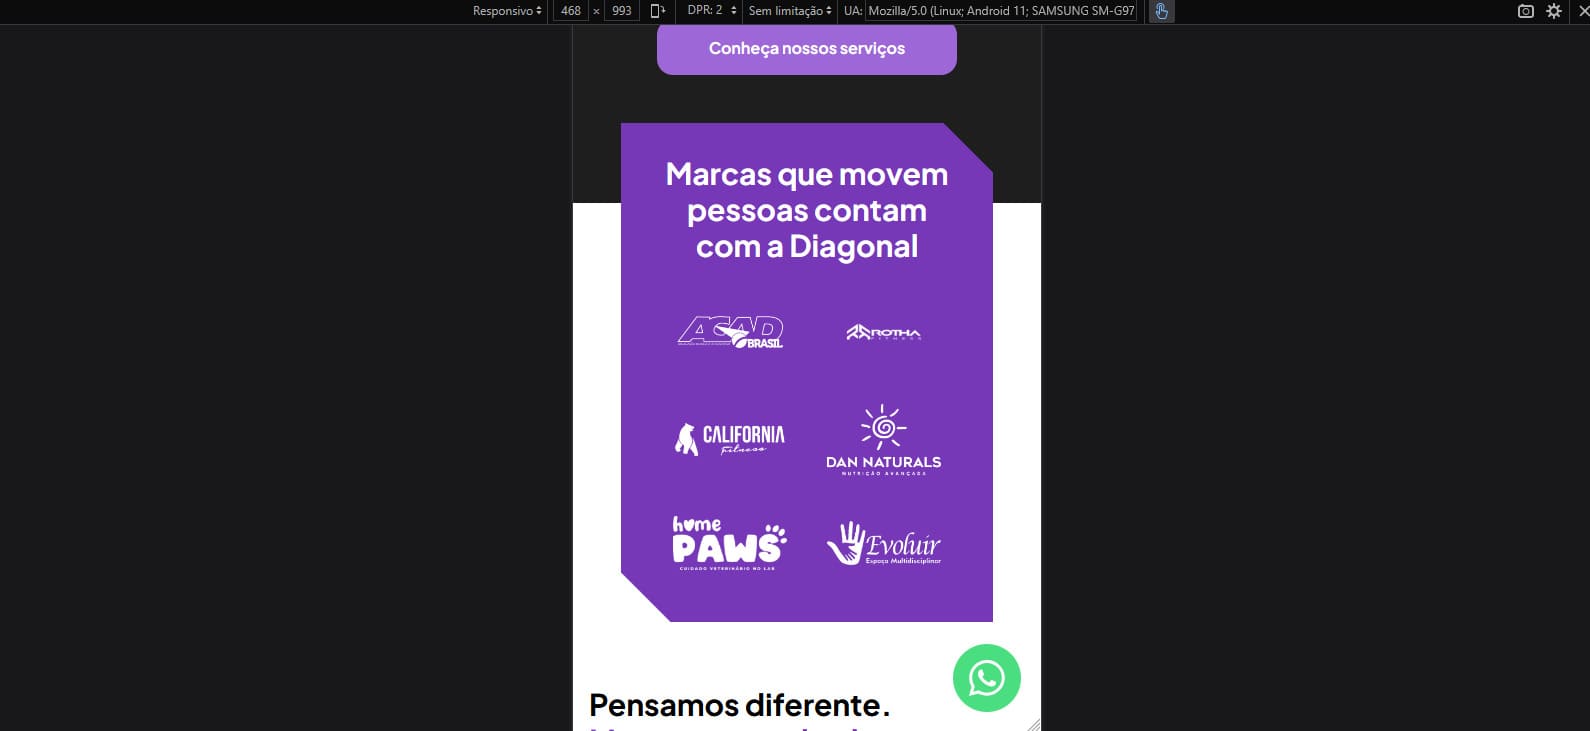 Responsivo
468 × 993
DPR: 2
Sem limitação
UA:
Mozilla/5.0 (Linux; Android 11; SAMSUNG SM-G97
Conheça nossos serviços
Marcas que movem
pessoas contam
com a Diagonal
ACAD
BRASIL
ROTHA
FITNESS
CALIFORNIA
Fitness
DAN NATURALS
NUTRIÇÃO AVANÇADA
home
PAWS
CUIDADO VETERINÁRIO NO LAR
Evoluir
Espaço Multidisciplinar
Pensamos diferente.